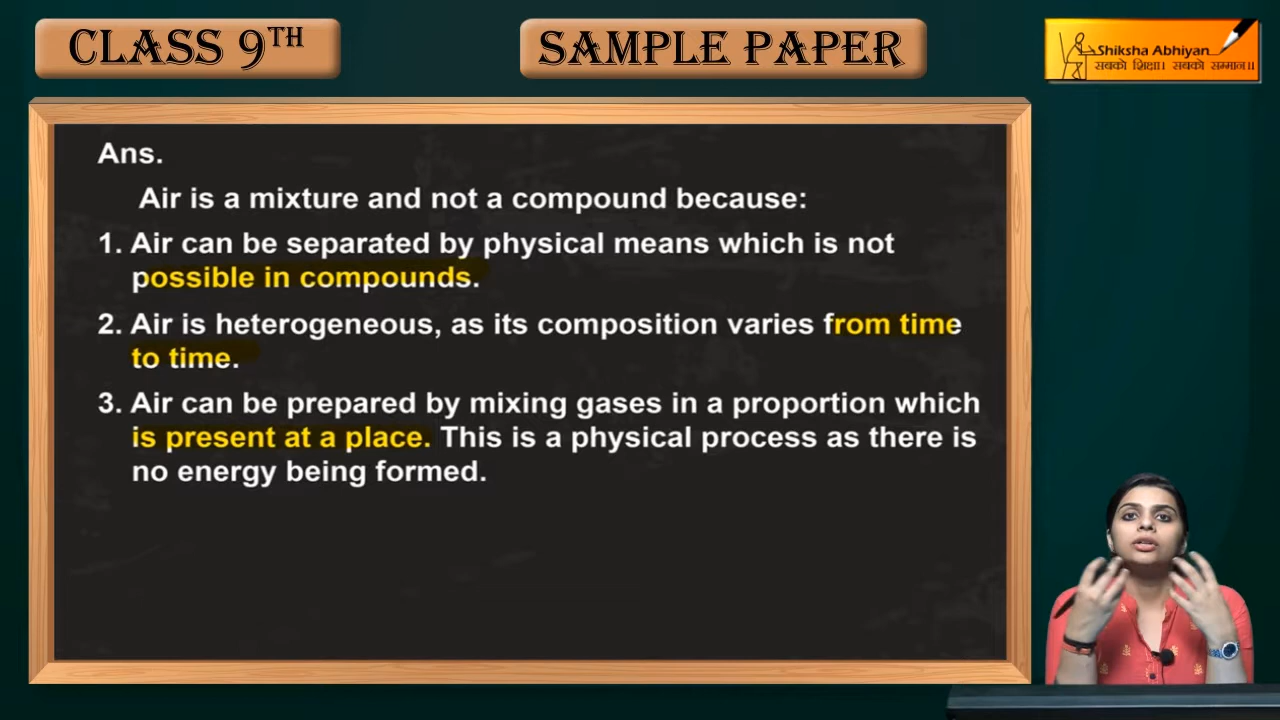 CLASS 9TH
SAMPLE PAPER
Shiksha Abhiyan
सबको शिक्षा। सबको सम्मान॥
Ans.
Air is a mixture and not a compound because:
1. Air can be separated by physical means which is not
possible in compounds.
2. Air is heterogeneous, as its composition varies from time
to time.
3. Air can be prepared by mixing gases in a proportion which
is present at a place. This is a physical process as there is
no energy being formed.